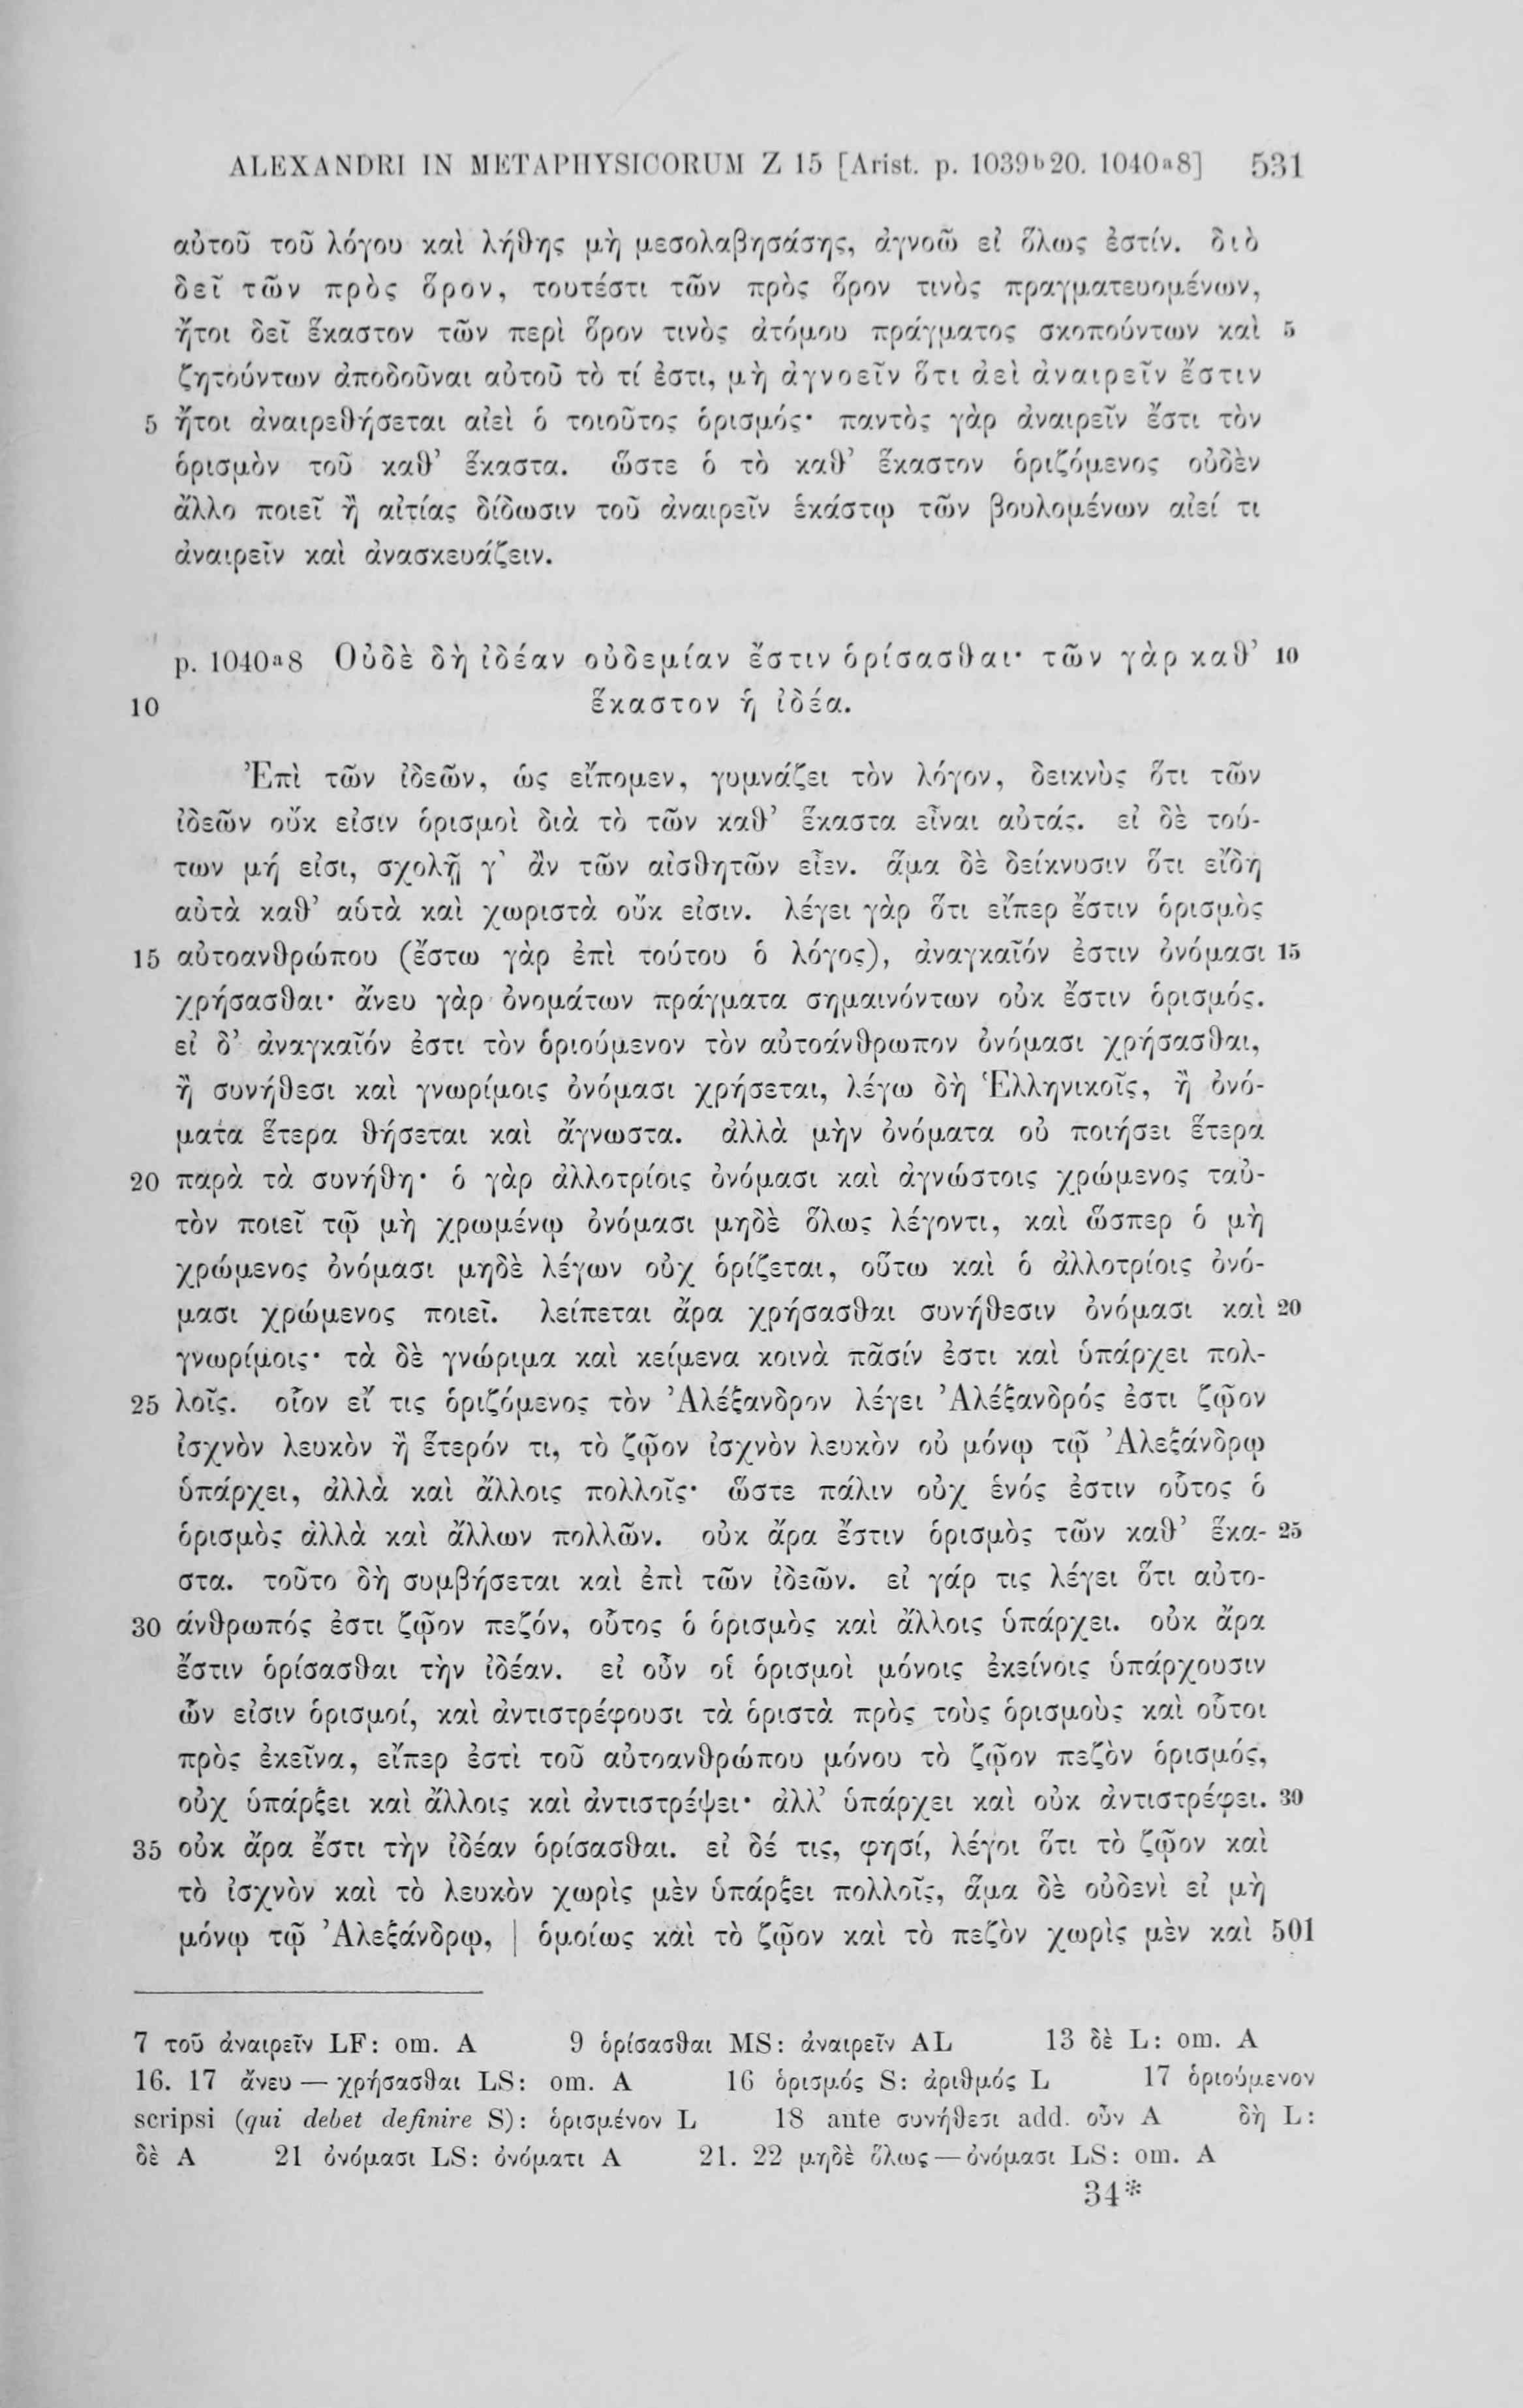 ALEXANDRI IN METAPHYSICORUM Z 15 [Arist. p. 1039b20. 1040a8] 531
αὐτοῦ τοῦ λόγου καὶ λήθης μὴ μεσολαβησάσης, ἀγνοῶ εἰ ὅλως ἐστίν. διὸ
δεῖ τῶν πρὸς ὅρον, τουτέστι τῶν πρὸς ὅρον τινὸς πραγματευομένων,
ἤτοι δεῖ ἕκαστον τῶν περὶ ὅρον τινὸς ἀτόμου πράγματος σκοπούντων καὶ 5
ζητούντων ἀποδοῦναι αὐτοῦ τὸ τί ἐστι, μὴ ἀγνοεῖν ὅτι ἀεὶ ἀναιρεῖν ἔστιν
5 ἤτοι ἀναιρεθήσεται αἰεὶ ὁ τοιοῦτος ὁρισμός· παντὸς γὰρ ἀναιρεῖν ἔστι τὸν
ὁρισμὸν τοῦ καθ’ ἕκαστα. ὥστε ὁ τὸ καθ’ ἕκαστον ὁριζόμενος οὐδὲν
ἄλλο ποιεῖ ἢ αἰτίας δίδωσιν τοῦ ἀναιρεῖν ἑκάστῳ τῶν βουλομένων αἰεί τι
ἀναιρεῖν καὶ ἀνασκευάζειν.
p. 1040a8 Οὐδὲ δὴ ἰδέαν οὐδεμίαν ἔστιν ὁρίσασθαι· τῶν γὰρ καθ’ 10
10 ἕκαστον ἡ ἰδέα.
Ἐπὶ τῶν ἰδεῶν, ὡς εἴπομεν, γυμνάζει τὸν λόγον, δεικνὺς ὅτι τῶν
ἰδεῶν οὔκ εἰσιν ὁρισμοὶ διὰ τὸ τῶν καθ’ ἕκαστα εἶναι αὐτάς. εἰ δὲ τού-
των μή εἰσι, σχολῇ γ’ ἂν τῶν αἰσθητῶν εἶεν. ἅμα δὲ δείκνυσιν ὅτι εἴδη
αὐτὰ καθ’ αὑτὰ καὶ χωριστὰ οὔκ εἰσιν. λέγει γὰρ ὅτι εἴπερ ἔστιν ὁρισμὸς
15 αὐτοανθρώπου (ἔστω γὰρ ἐπὶ τούτου ὁ λόγος), ἀναγκαῖόν ἐστιν ὀνόμασι 15
χρήσασθαι· ἄνευ γὰρ ὀνομάτων πράγματα σημαινόντων οὐκ ἔστιν ὁρισμός.
εἰ δ’ ἀναγκαῖόν ἐστι τὸν ὁριούμενον τὸν αὐτοάνθρωπον ὀνόμασι χρήσασθαι,
ἢ συνήθεσι καὶ γνωρίμοις ὀνόμασι χρήσεται, λέγω δὴ Ἑλληνικοῖς, ἢ ὀνό-
ματα ἕτερα θήσεται καὶ ἄγνωστα. ἀλλὰ μὴν ὀνόματα οὐ ποιήσει ἕτερα
20 παρὰ τὰ συνήθη· ὁ γὰρ ἀλλοτρίοις ὀνόμασι καὶ ἀγνώστοις χρώμενος ταὐ-
τὸν ποιεῖ τῷ μὴ χρωμένῳ ὀνόμασι μηδὲ ὅλως λέγοντι, καὶ ὥσπερ ὁ μὴ
χρώμενος ὀνόμασι μηδὲ λέγων οὐχ ὁρίζεται, οὕτω καὶ ὁ ἀλλοτρίοις ὀνό-
μασι χρώμενος ποιεῖ. λείπεται ἄρα χρήσασθαι συνήθεσιν ὀνόμασι καὶ 20
γνωρίμοις· τὰ δὲ γνώριμα καὶ κείμενα κοινὰ πᾶσίν ἐστι καὶ ὑπάρχει πολ-
25 λοῖς. οἷον εἴ τις ὁριζόμενος τὸν Ἀλέξανδρον λέγει Ἀλέξανδρός ἐστι ζῷον
ἰσχνὸν λευκὸν ἢ ἕτερόν τι, τὸ ζῷον ἰσχνὸν λευκὸν οὐ μόνῳ τῷ Ἀλεξάνδρῳ
ὑπάρχει, ἀλλὰ καὶ ἄλλοις πολλοῖς· ὥστε πάλιν οὐχ ἑνός ἐστιν οὗτος ὁ
ὁρισμὸς ἀλλὰ καὶ ἄλλων πολλῶν. οὐκ ἄρα ἔστιν ὁρισμὸς τῶν καθ’ ἕκα- 25
στα. τοῦτο δὴ συμβήσεται καὶ ἐπὶ τῶν ἰδεῶν. εἰ γάρ τις λέγει ὅτι αὐτο-
30 άνθρωπός ἐστι ζῷον πεζόν, οὗτος ὁ ὁρισμὸς καὶ ἄλλοις ὑπάρχει. οὐκ ἄρα
ἔστιν ὁρίσασθαι τὴν ἰδέαν. εἰ οὖν οἱ ὁρισμοὶ μόνοις ἐκείνοις ὑπάρχουσιν
ὧν εἰσιν ὁρισμοί, καὶ ἀντιστρέφουσι τὰ ὁριστὰ πρὸς τοὺς ὁρισμοὺς καὶ οὗτοι
πρὸς ἐκεῖνα, εἴπερ ἐστὶ τοῦ αὐτοανθρώπου μόνου τὸ ζῷον πεζὸν ὁρισμός,
οὐχ ὑπάρξει καὶ ἄλλοις καὶ ἀντιστρέψει· ἀλλ’ ὑπάρχει καὶ οὐκ ἀντιστρέφει. 30
35 οὐκ ἄρα ἔστι τὴν ἰδέαν ὁρίσασθαι. εἰ δέ τις, φησί, λέγοι ὅτι τὸ ζῷον καὶ
τὸ ἰσχνὸν καὶ τὸ λευκὸν χωρὶς μὲν ὑπάρξει πολλοῖς, ἅμα δὲ οὐδενὶ εἰ μὴ
μόνῳ τῷ Ἀλεξάνδρῳ, | ὁμοίως καὶ τὸ ζῷον καὶ τὸ πεζὸν χωρὶς μὲν καὶ 501
7 τοῦ ἀναιρεῖν LF: om. A 9 ὁρίσασθαι MS: ἀναιρεῖν AL 13 δὲ L: om. A
16. 17 ἄνευ — χρήσασθαι LS: om. A 16 ὁρισμός S: ἀριθμός L 17 ὁριούμενον
scripsi (qui debet definire S): ὁρισμένον L 18 ante συνήθεσι add. οὖν A δὴ L:
δὲ A 21 ὀνόμασι LS: ὀνόματι A 21. 22 μηδὲ ὅλως — ὀνόμασι LS: om. A
34*